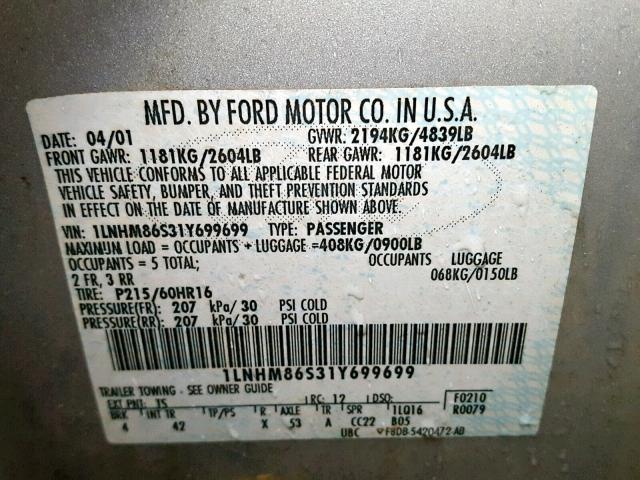 MFD. BY FORD MOTOR CO. IN U.S.A.
DATE: 04/01 GVWR: 2194KG/4839LB
FRONT GAWR: 1181KG/2604LB REAR GAWR: 1181KG/2604LB
THIS VEHICLE CONFORMS TO ALL APPLICABLE FEDERAL MOTOR
VEHICLE SAFETY, BUMPER, AND THEFT PREVENTION STANDARDS
IN EFFECT ON THE DATE OF MANUFACTURE SHOWN ABOVE.
VIN: 1LNHM86S31Y699699 TYPE: PASSENGER
MAXIMUM LOAD = OCCUPANTS + LUGGAGE =408KG/0900LB
OCCUPANTS = 5 TOTAL; OCCUPANTS LUGGAGE
2 FR, 3 RR 068KG/0150LB
TIRE: P215/60HR16
PRESSURE(FR): 207 kPa/30 PSI COLD
PRESSURE(RR): 207 kPa/30 PSI COLD
1LNHM86S31Y699699
TRAILER TOWING - SEE OWNER GUIDE
EXT PNT: TS RC: 12 DSO: F0210
BRK INT TR TP/PS R AXLE TR SPR 1LQ16 R0079
4 42 X 53 A CC22 B05
UBC F8DB-5420472-AB